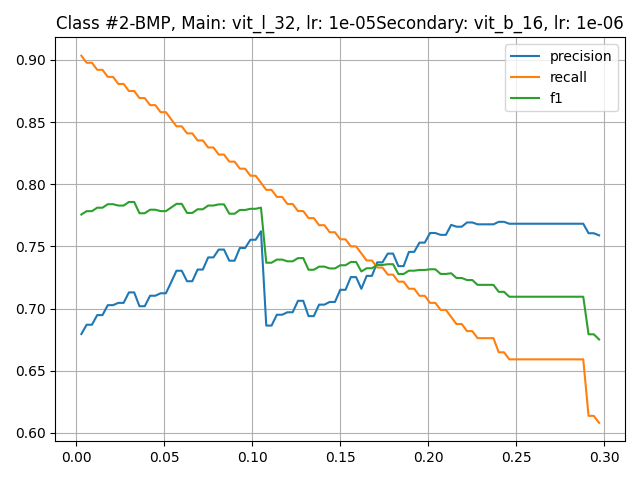 Class #2-BMP, Main: vit_l_32, lr: 1e-05Secondary: vit_b_16, lr: 1e-06
precision
recall
f1
0.90
0.85
0.80
0.75
0.70
0.65
0.60
0.00 0.05 0.10 0.15 0.20 0.25 0.30